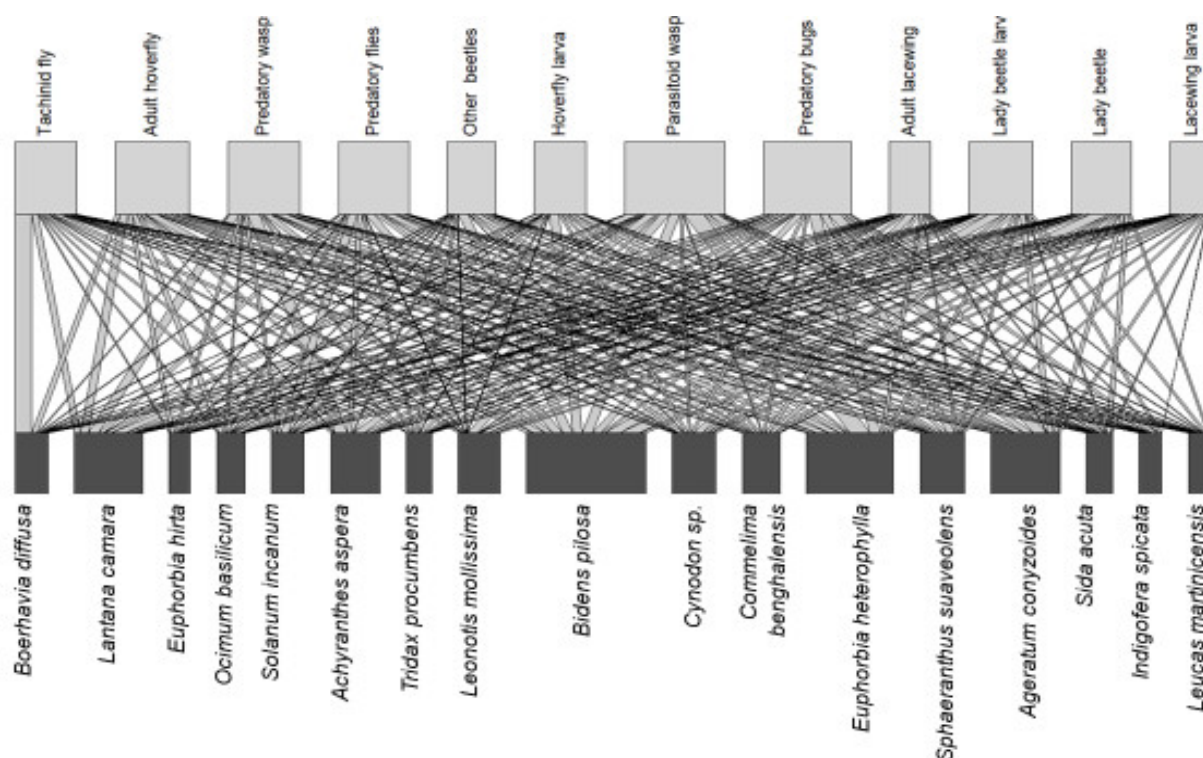 Tachinid fly
Adult hoverfly
Predatory wasp
Predatory flies
Other beetles
Hoverfly larva
Parasitoid wasp
Predatory bugs
Adult lacewing
Lady beetle larv
Lady beetle
Lacewing larva
Boerhavia diffusa
Lantana camara
Euphorbia hirta
Ocimum basilicum
Solanum incanum
Achyranthes aspera
Tridax procumbens
Leonotis mollissima
Bidens pilosa
Cynodon sp.
Commelima
benghalensis
Euphorbia heterophylla
Sphaeranthus suaveolens
Ageratum conyzoides
Sida acuta
Indigofera spicata
Leucas martinicensis